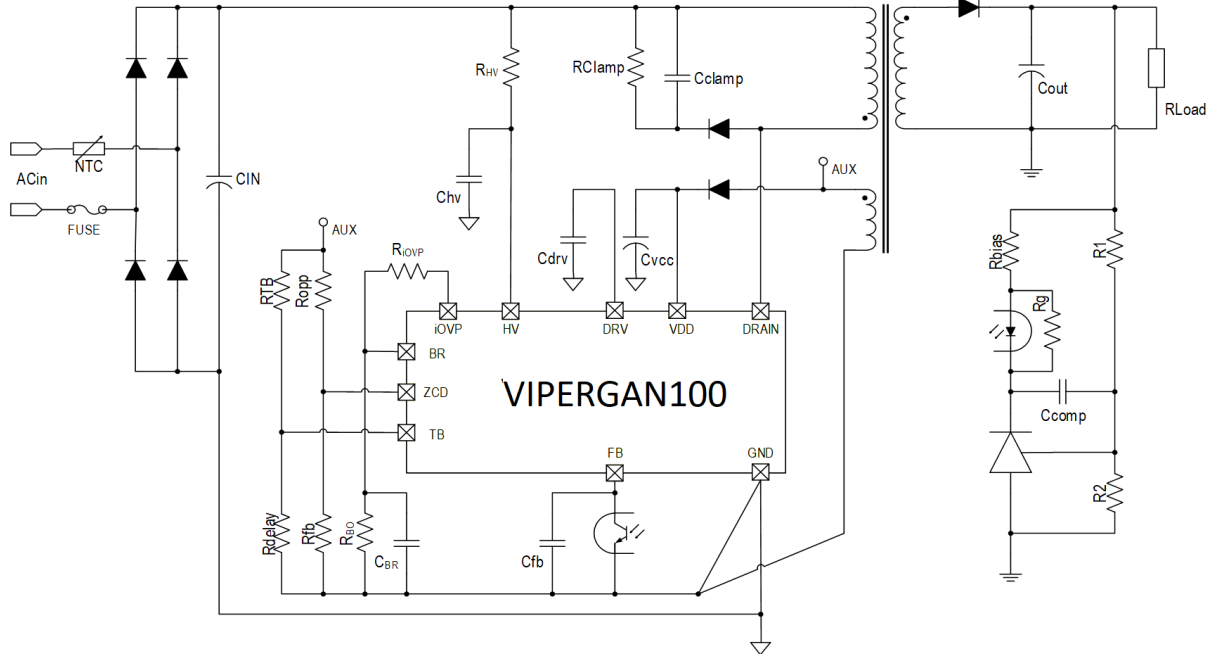 RHV
RClamp
Cclamp
Cout
RLoad
NTC
ACin
CIN
FUSE
Chv
AUX
AUX
RiOVP
Cdrv
Cvcc
RTB
Ropp
Rbias
R1
Rg
iOVP
HV
DRV
VDD
DRAIN
BR
ZCD
TB
VIPERGAN100
FB
GND
Ccomp
R2
Rdelay
Rfb
RBO
CBR
Cfb